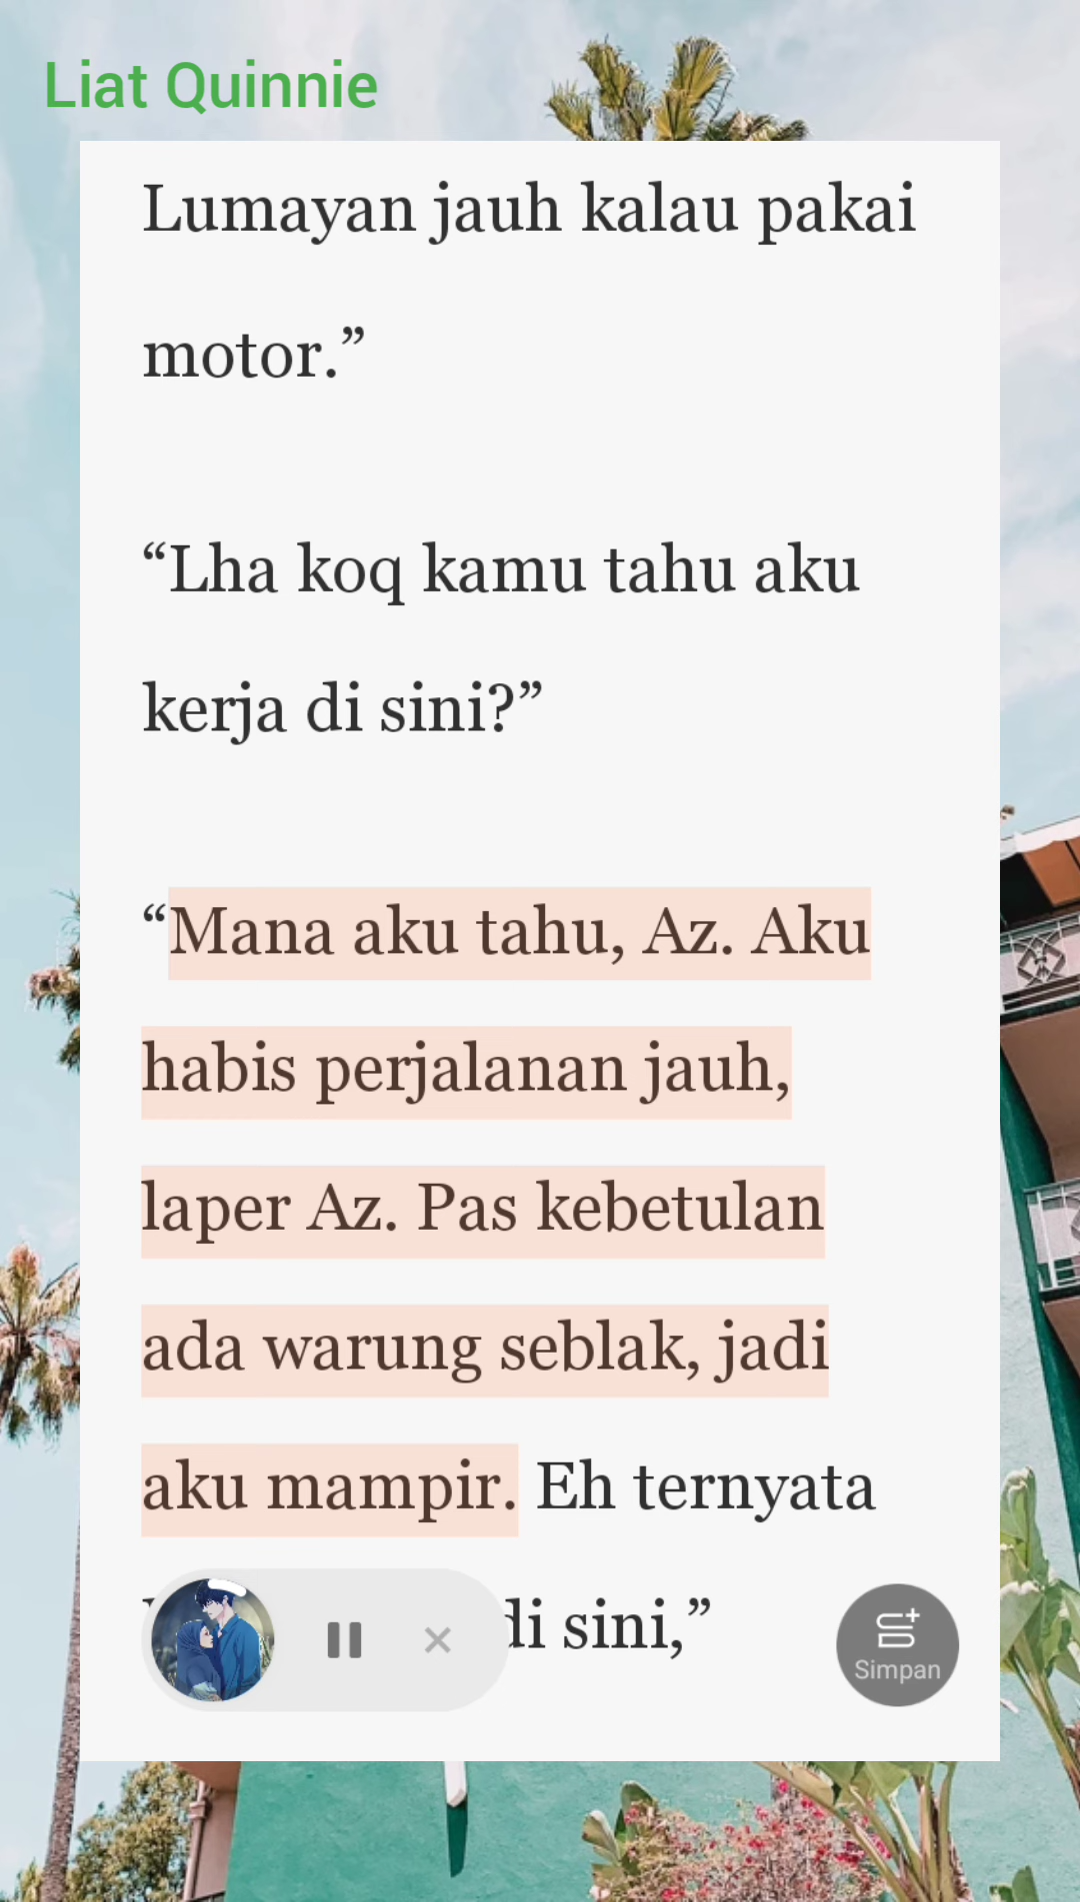 Liat Quinnie
Lumayan jauh kalau pakai
motor.”
“Lha koq kamu tahu aku
kerja di sini?”
“Mana aku tahu, Az. Aku
habis perjalanan jauh,
laper Az. Pas kebetulan
ada warung seblak, jadi
aku mampir. Eh ternyata
di sini,”
Simpan